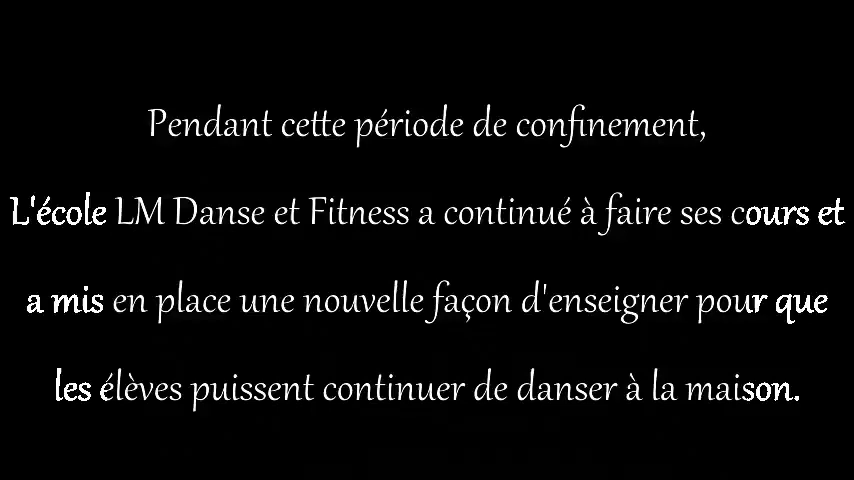 Pendant cette période de confinement,
L'école LM Danse et Fitness a continué à faire ses cours et
a mis en place une nouvelle façon d'enseigner pour que
les élèves puissent continuer de danser à la maison.